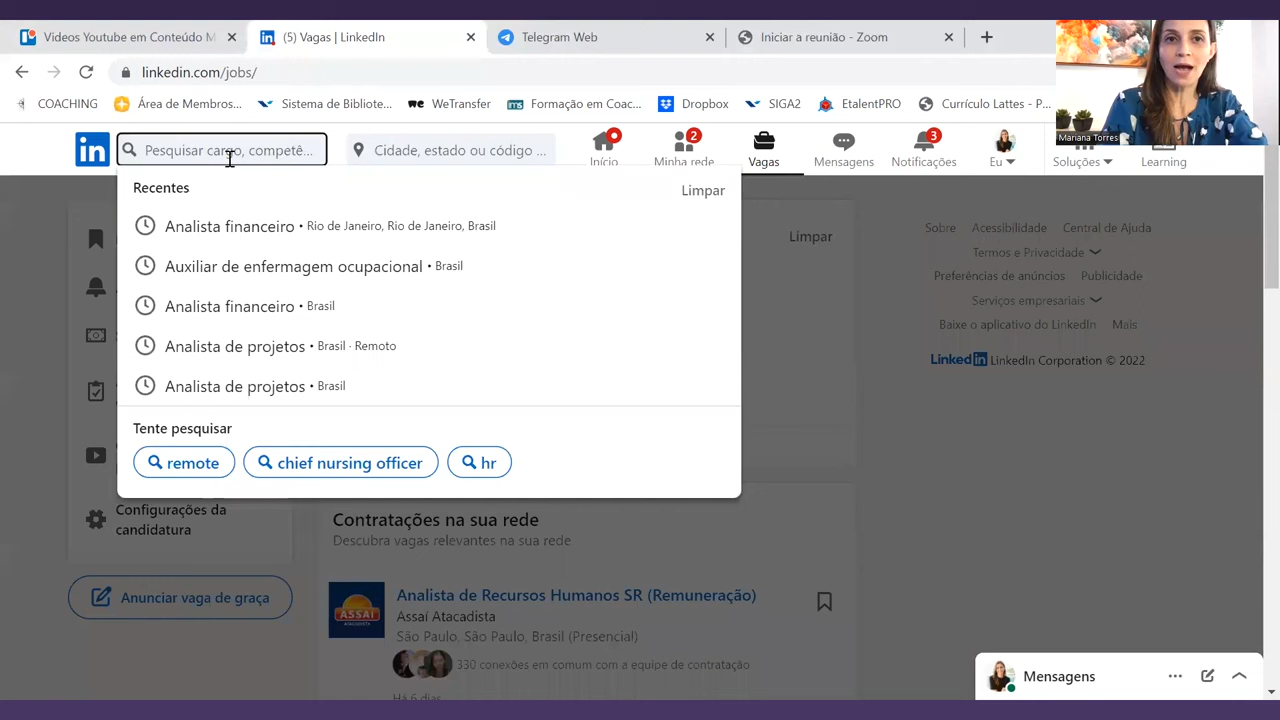 Videos Youtube em Conteúdo M
(5) Vagas | LinkedIn
Telegram Web
Iniciar a reunião - Zoom
linkedin.com/jobs/
COACHING
Área de Membros...
Sistema de Bibliote...
WeTransfer
Formação em Coac...
Dropbox
SIGA2
EtalentPRO
Currículo Lattes - P...
Mariana Torres
in
Pesquisar cargo, competê...
Cidade, estado ou código ...
Início
2
Minha rede
Vagas
Mensagens
3
Notificações
Eu
Soluções
Learning
Recentes
Limpar
Analista financeiro • Rio de Janeiro, Rio de Janeiro, Brasil
Auxiliar de enfermagem ocupacional • Brasil
Analista financeiro • Brasil
Analista de projetos • Brasil · Remoto
Analista de projetos • Brasil
Tente pesquisar
remote
chief nursing officer
hr
Limpar
Configurações da
candidatura
Anunciar vaga de graça
Contratações na sua rede
Descubra vagas relevantes na sua rede
ASSAÍ
ATACADISTA
Analista de Recursos Humanos SR (Remuneração)
Assaí Atacadista
São Paulo, São Paulo, Brasil (Presencial)
330 conexões em comum com a equipe de contratação
Há 6 dias
Sobre Acessibilidade Central de Ajuda
Termos e Privacidade
Preferências de anúncios Publicidade
Serviços empresariais
Baixe o aplicativo do LinkedIn Mais
LinkedIn LinkedIn Corporation © 2022
Mensagens